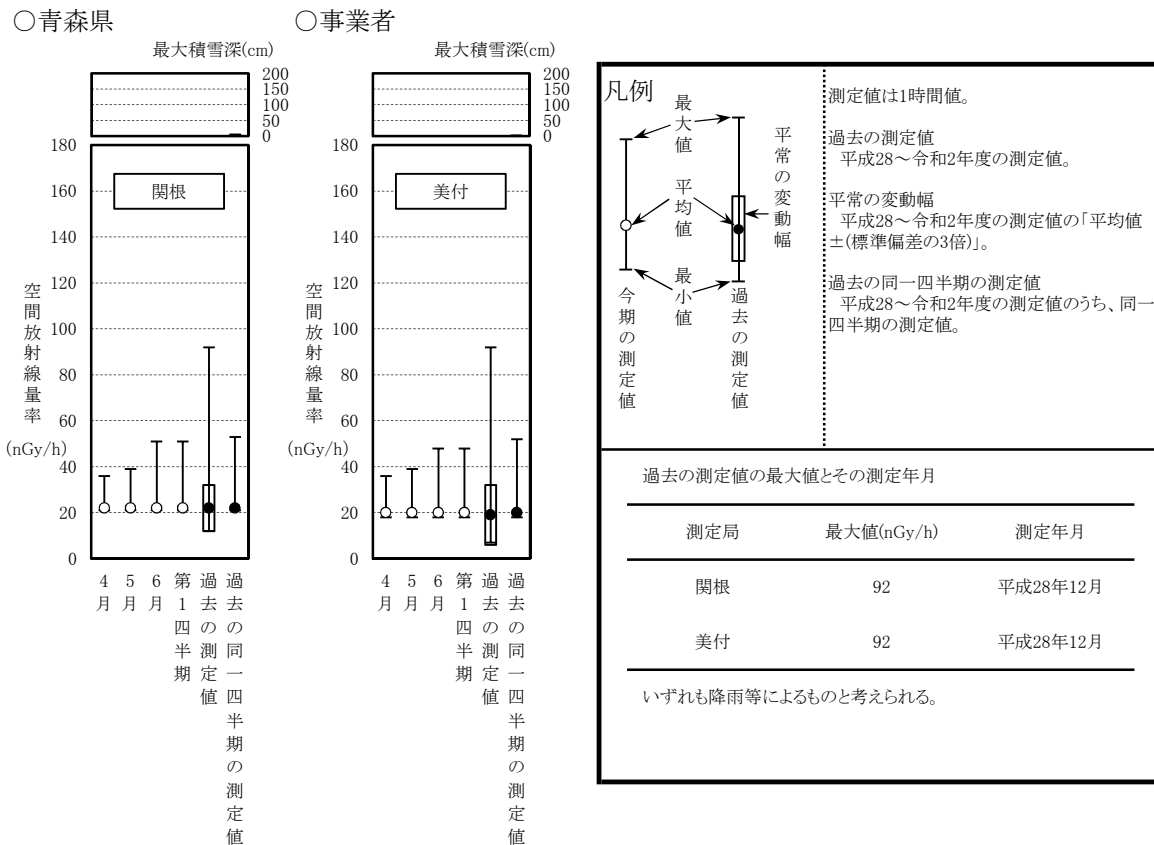 ○青森県
最大積雪深(cm)
200
150
100
50
0
180
160
140
120
100
80
60
40
20
0
関根
空間放射線量率
(nGy/h)
4月
5月
6月
第1四半期
過去の測定値
過去の同一四半期の測定値
○事業者
最大積雪深(cm)
200
150
100
50
0
180
160
140
120
100
80
60
40
20
0
美付
空間放射線量率
(nGy/h)
4月
5月
6月
第1四半期
過去の測定値
過去の同一四半期の測定値
凡例
最大値
平均値
最小値
平常の変動幅
今期の測定値
過去の測定値
測定値は1時間値。
過去の測定値
平成28～令和2年度の測定値。
平常の変動幅
平成28～令和2年度の測定値の「平均値
±(標準偏差の3倍)」。
過去の同一四半期の測定値
平成28～令和2年度の測定値のうち、同一
四半期の測定値。
過去の測定値の最大値とその測定年月
測定局 最大値(nGy/h) 測定年月
関根 92 平成28年12月
美付 92 平成28年12月
いずれも降雨等によるものと考えられる。